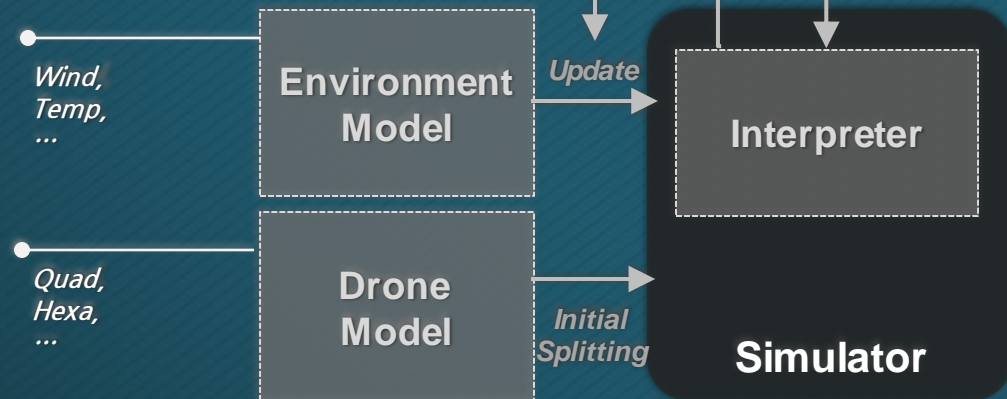 Wind,
Temp,
...
Environment
Model
Update
Interpreter
Quad,
Hexa,
...
Drone
Model
Initial
Splitting
Simulator